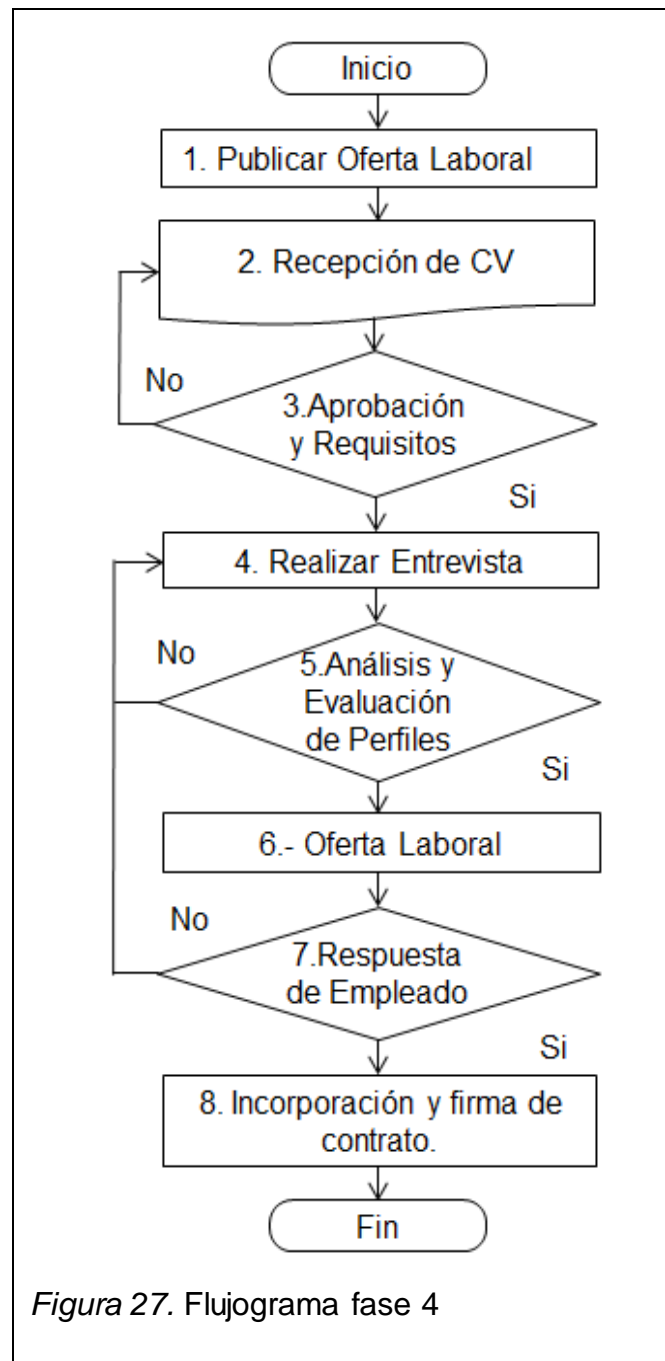 Inicio
1. Publicar Oferta Laboral
2. Recepción de CV
No
3.Aprobación
y Requisitos
Si
4. Realizar Entrevista
No
5.Análisis y
Evaluación
de Perfiles
Si
6.- Oferta Laboral
No
7.Respuesta
de Empleado
Si
8. Incorporación y firma de
contrato.
Fin
Figura 27. Flujograma fase 4